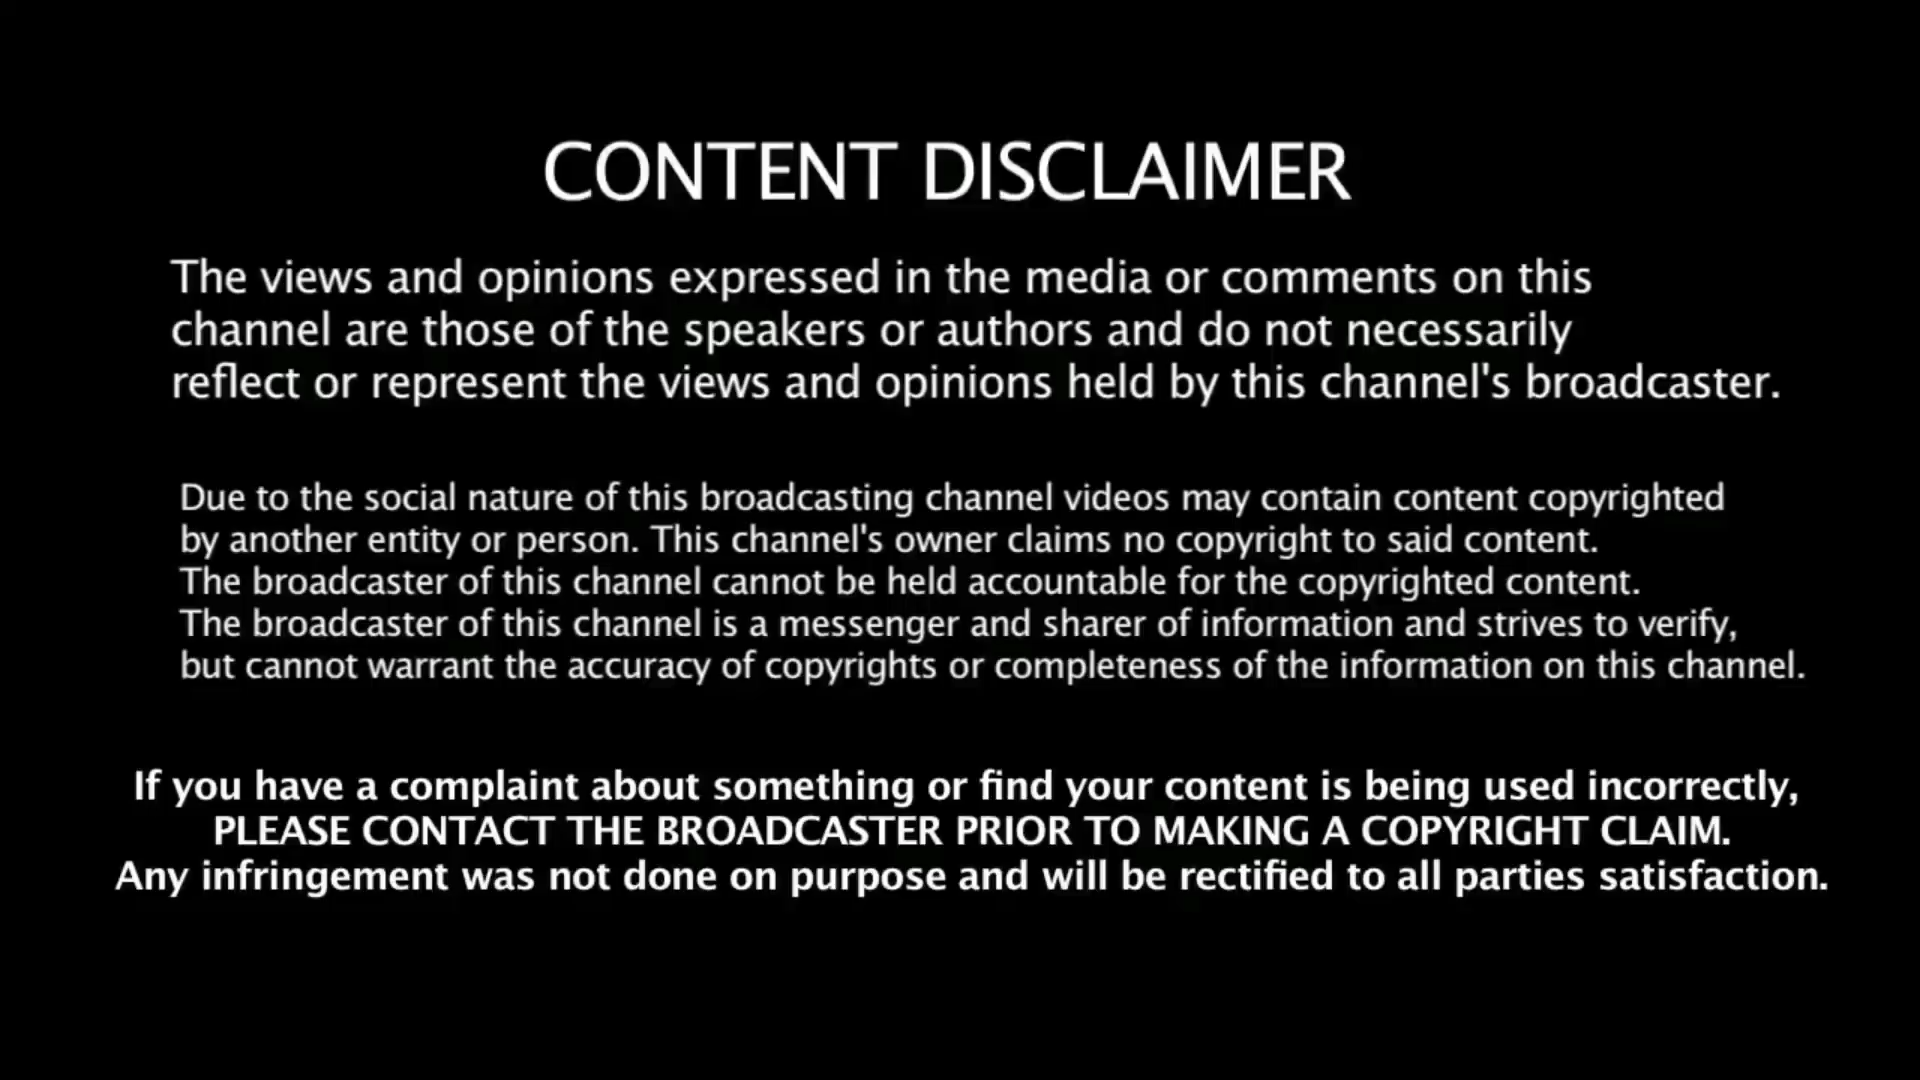 CONTENT DISCLAIMER
The views and opinions expressed in the media or comments on this
channel are those of the speakers or authors and do not necessarily
reflect or represent the views and opinions held by this channel's broadcaster.
Due to the social nature of this broadcasting channel videos may contain content copyrighted
by another entity or person. This channel's owner claims no copyright to said content.
The broadcaster of this channel cannot be held accountable for the copyrighted content.
The broadcaster of this channel is a messenger and sharer of information and strives to verify,
but cannot warrant the accuracy of copyrights or completeness of the information on this channel.
If you have a complaint about something or find your content is being used incorrectly,
PLEASE CONTACT THE BROADCASTER PRIOR TO MAKING A COPYRIGHT CLAIM.
Any infringement was not done on purpose and will be rectified to all parties satisfaction.